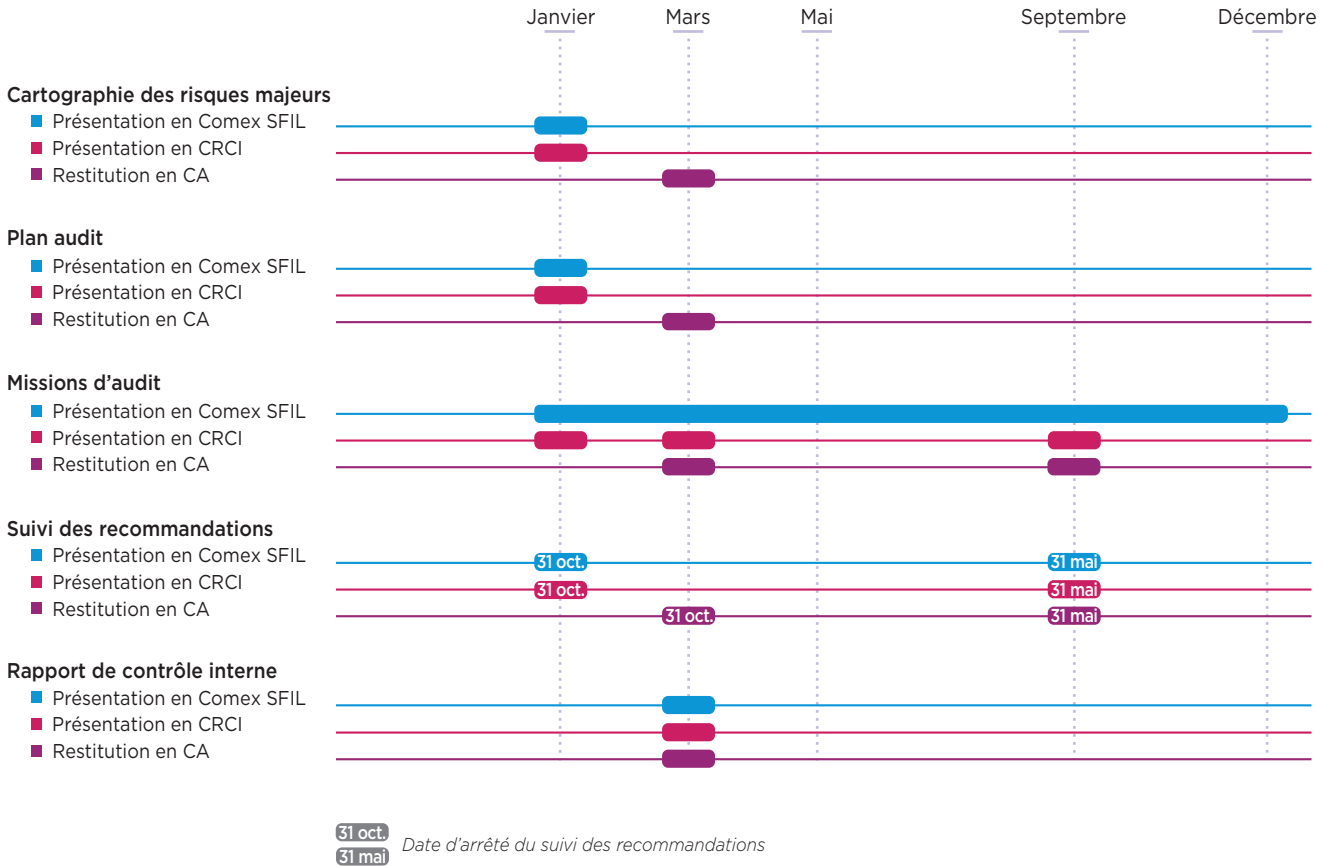 Janvier Mars Mai Septembre Décembre
Cartographie des risques majeurs
Présentation en Comex SFIL
Présentation en CRCI
Restitution en CA
Plan audit
Présentation en Comex SFIL
Présentation en CRCI
Restitution en CA
Missions d'audit
Présentation en Comex SFIL
Présentation en CRCI
Restitution en CA
Suivi des recommandations
Présentation en Comex SFIL 31 oct. 31 mai
Présentation en CRCI 31 oct. 31 mai
Restitution en CA 31 oct. 31 mai
Rapport de contrôle interne
Présentation en Comex SFIL
Présentation en CRCI
Restitution en CA
31 oct.
31 mai
Date d'arrêté du suivi des recommandations